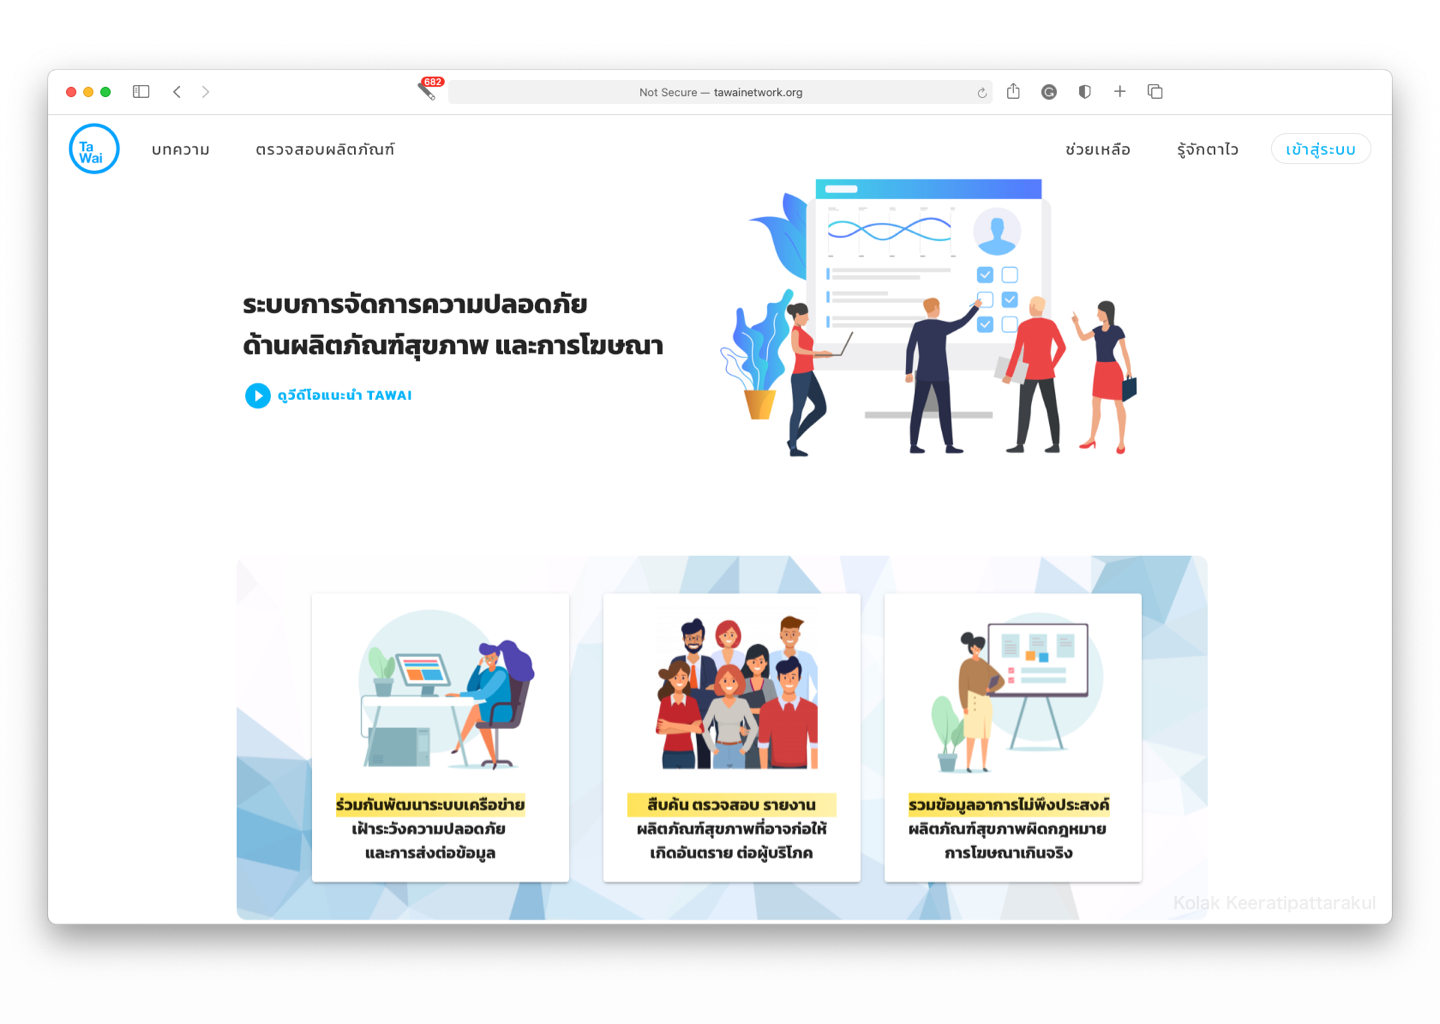 682
Not Secure — tawainetwork.org
Ta
Wai
บทความ
ตรวจสอบผลิตภัณฑ์
ช่วยเหลือ
รู้จักตาไว
เข้าสู่ระบบ
ระบบการจัดการความปลอดภัย
ด้านผลิตภัณฑ์สุขภาพ และการโฆษณา
ดูวีดีโอแนะนำ TAWAI
ร่วมกันพัฒนาระบบเครือข่าย
เฝ้าระวังความปลอดภัย
และการส่งต่อข้อมูล
สืบค้น ตรวจสอบ รายงาน
ผลิตภัณฑ์สุขภาพที่อาจก่อให้
เกิดอันตราย ต่อผู้บริโภค
รวมข้อมูลอาการไม่พึงประสงค์
ผลิตภัณฑ์สุขภาพผิดกฎหมาย
การโฆษณาเกินจริง
Kolak Keeratipattarakul